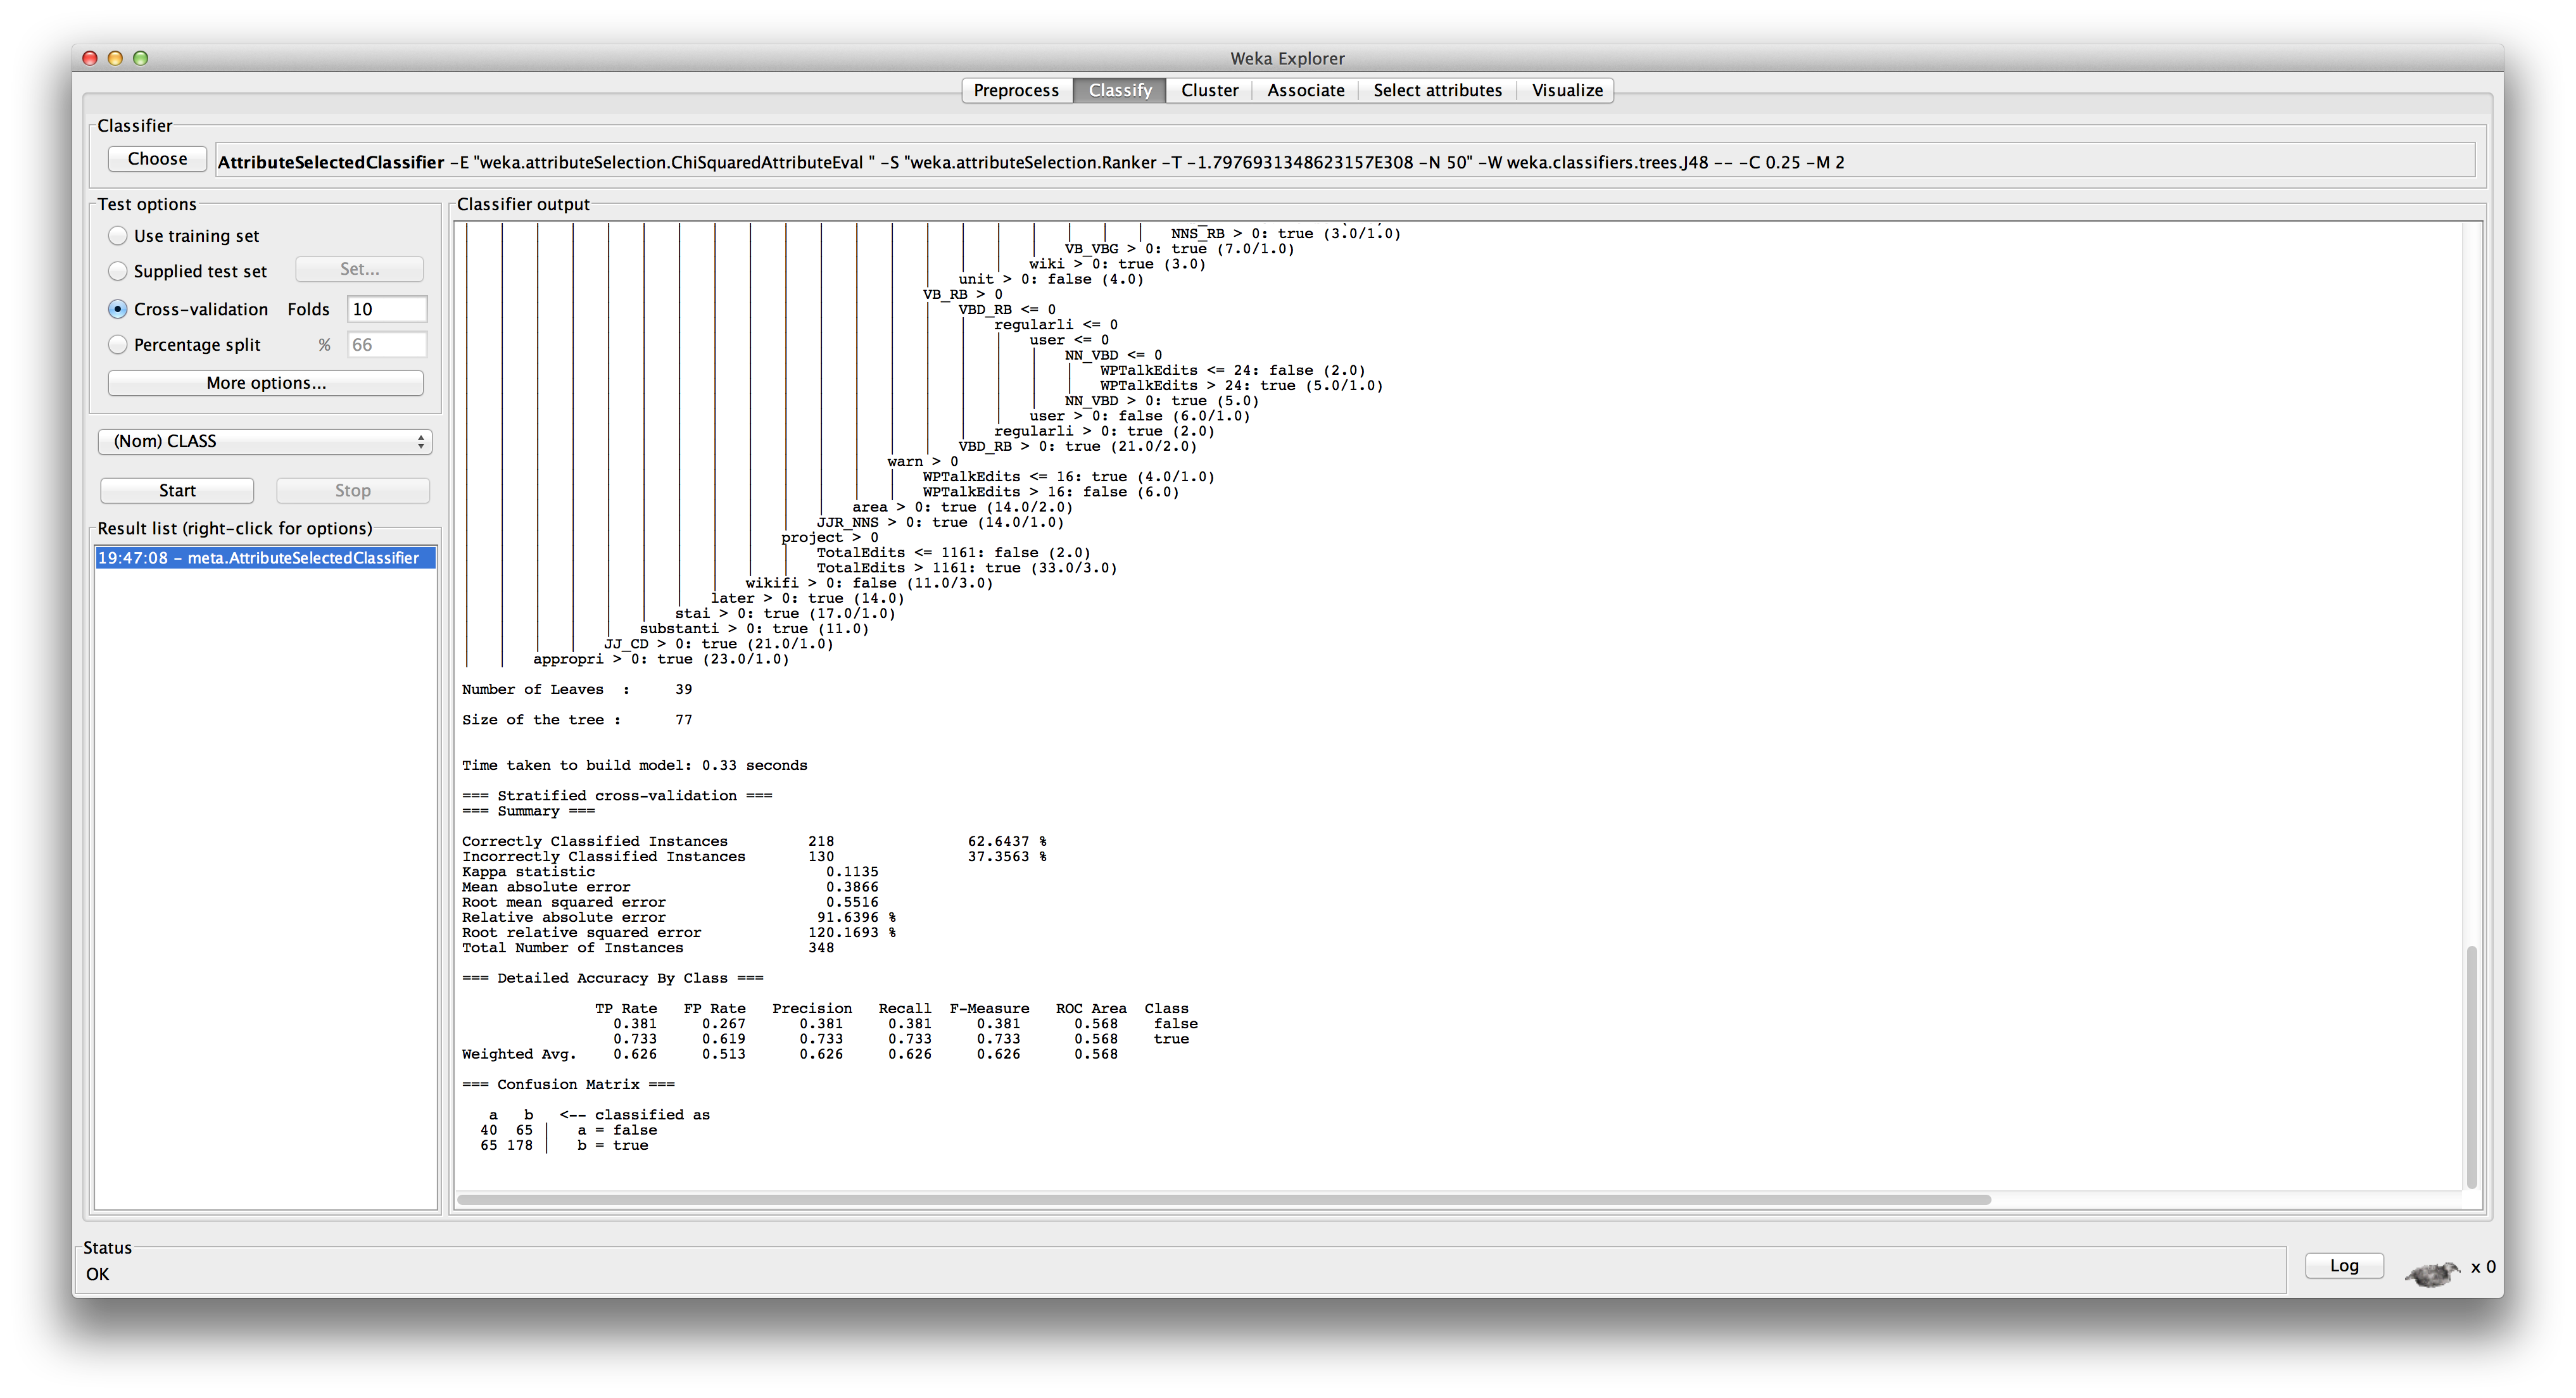 Weka Explorer
Preprocess Classify Cluster Associate Select attributes Visualize
Classifier
Choose AttributeSelectedClassifier -E "weka.attributeSelection.ChiSquaredAttributeEval " -S "weka.attributeSelection.Ranker -T -1.7976931348623157E308 -N 50" -W weka.classifiers.trees.J48 -- -C 0.25 -M 2
Test options
Use training set
Supplied test set Set...
Cross-validation Folds 10
Percentage split % 66
More options...
(Nom) CLASS
Start Stop
Result list (right-click for options)
19:47:08 - meta.AttributeSelectedClassifier
Classifier output
| | | | | | | | | | | | | | | | | | | | NNS_RB > 0: true (3.0/1.0)
| | | | | | | | | | | | | | | | | VB_VBG > 0: true (7.0/1.0)
| | | | | | | | | | | | | | | | wiki > 0: true (3.0)
| | | | | | | | | | | | | | unit > 0: false (4.0)
| | | | | | | | | | | | | VB_RB > 0
| | | | | | | | | | | | | | VBD_RB <= 0
| | | | | | | | | | | | | | | regularli <= 0
| | | | | | | | | | | | | | | | user <= 0
| | | | | | | | | | | | | | | | | NN_VBD <= 0
| | | | | | | | | | | | | | | | | | WPTalkEdits <= 24: false (2.0)
| | | | | | | | | | | | | | | | | | WPTalkEdits > 24: true (5.0/1.0)
| | | | | | | | | | | | | | | | | NN_VBD > 0: true (5.0)
| | | | | | | | | | | | | | | | user > 0: false (6.0/1.0)
| | | | | | | | | | | | | | | regularli > 0: true (2.0)
| | | | | | | | | | | | | | VBD_RB > 0: true (21.0/2.0)
| | | | | | | | | | | | warn > 0
| | | | | | | | | | | | | WPTalkEdits <= 16: true (4.0/1.0)
| | | | | | | | | | | | | WPTalkEdits > 16: false (6.0)
| | | | | | | | | | | area > 0: true (14.0/2.0)
| | | | | | | | | | JJR_NNS > 0: true (14.0/1.0)
| | | | | | | | | project > 0
| | | | | | | | | | TotalEdits <= 1161: false (2.0)
| | | | | | | | | | TotalEdits > 1161: true (33.0/3.0)
| | | | | | | | wikifi > 0: false (11.0/3.0)
| | | | | | | later > 0: true (14.0)
| | | | | | stai > 0: true (17.0/1.0)
| | | | | substanti > 0: true (11.0)
| | | | JJ_CD > 0: true (21.0/1.0)
| | appropri > 0: true (23.0/1.0)
Number of Leaves : 39
Size of the tree : 77
Time taken to build model: 0.33 seconds
=== Stratified cross-validation ===
=== Summary ===
Correctly Classified Instances 218 62.6437 %
Incorrectly Classified Instances 130 37.3563 %
Kappa statistic 0.1135
Mean absolute error 0.3866
Root mean squared error 0.5516
Relative absolute error 91.6396 %
Root relative squared error 120.1693 %
Total Number of Instances 348
=== Detailed Accuracy By Class ===
TP Rate FP Rate Precision Recall F-Measure ROC Area Class
0.381 0.267 0.381 0.381 0.381 0.568 false
0.733 0.619 0.733 0.733 0.733 0.568 true
Weighted Avg. 0.626 0.513 0.626 0.626 0.626 0.568
=== Confusion Matrix ===
a b <-- classified as
40 65 | a = false
65 178 | b = true
Status
OK
Log x 0